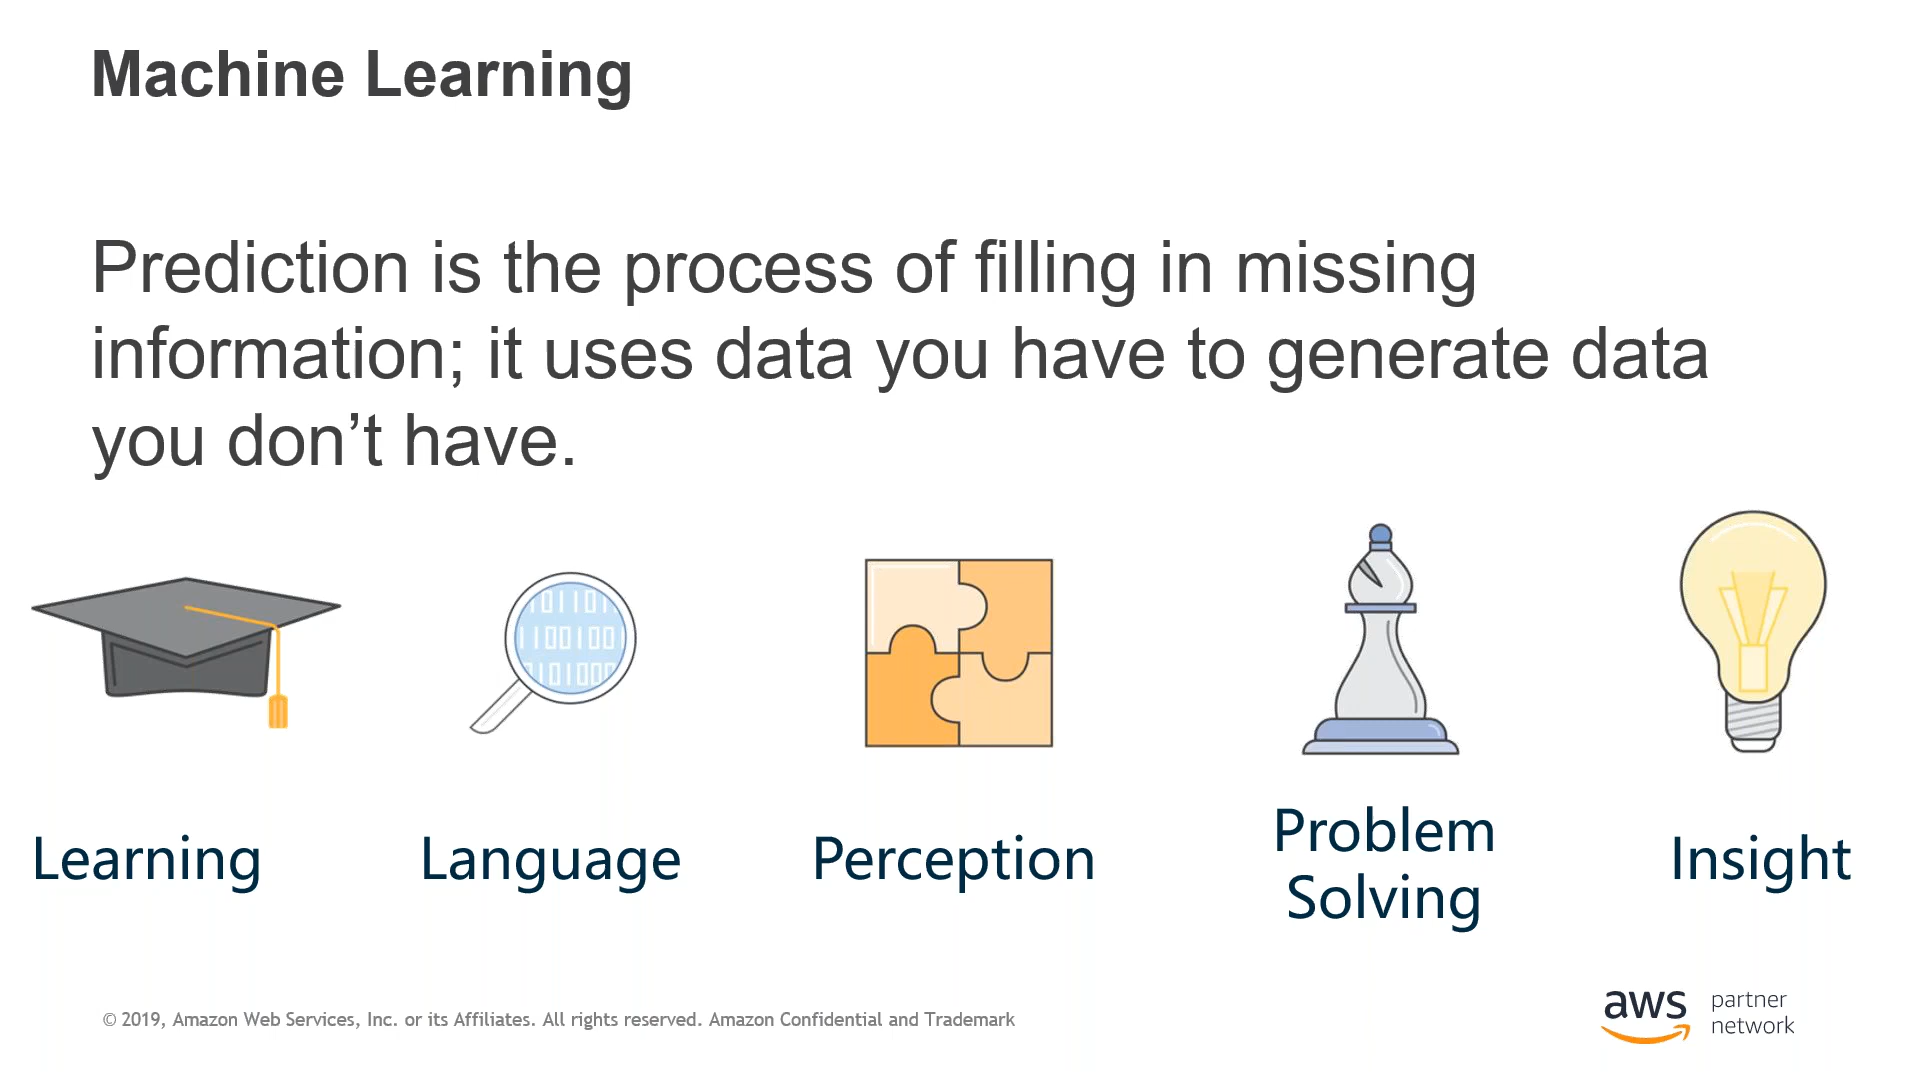 Machine Learning
Prediction is the process of filling in missing
information; it uses data you have to generate data
you don’t have.
Learning
Language
Perception
Problem
Solving
Insight
© 2019, Amazon Web Services, Inc. or its Affiliates. All rights reserved. Amazon Confidential and Trademark
aws
partner
network